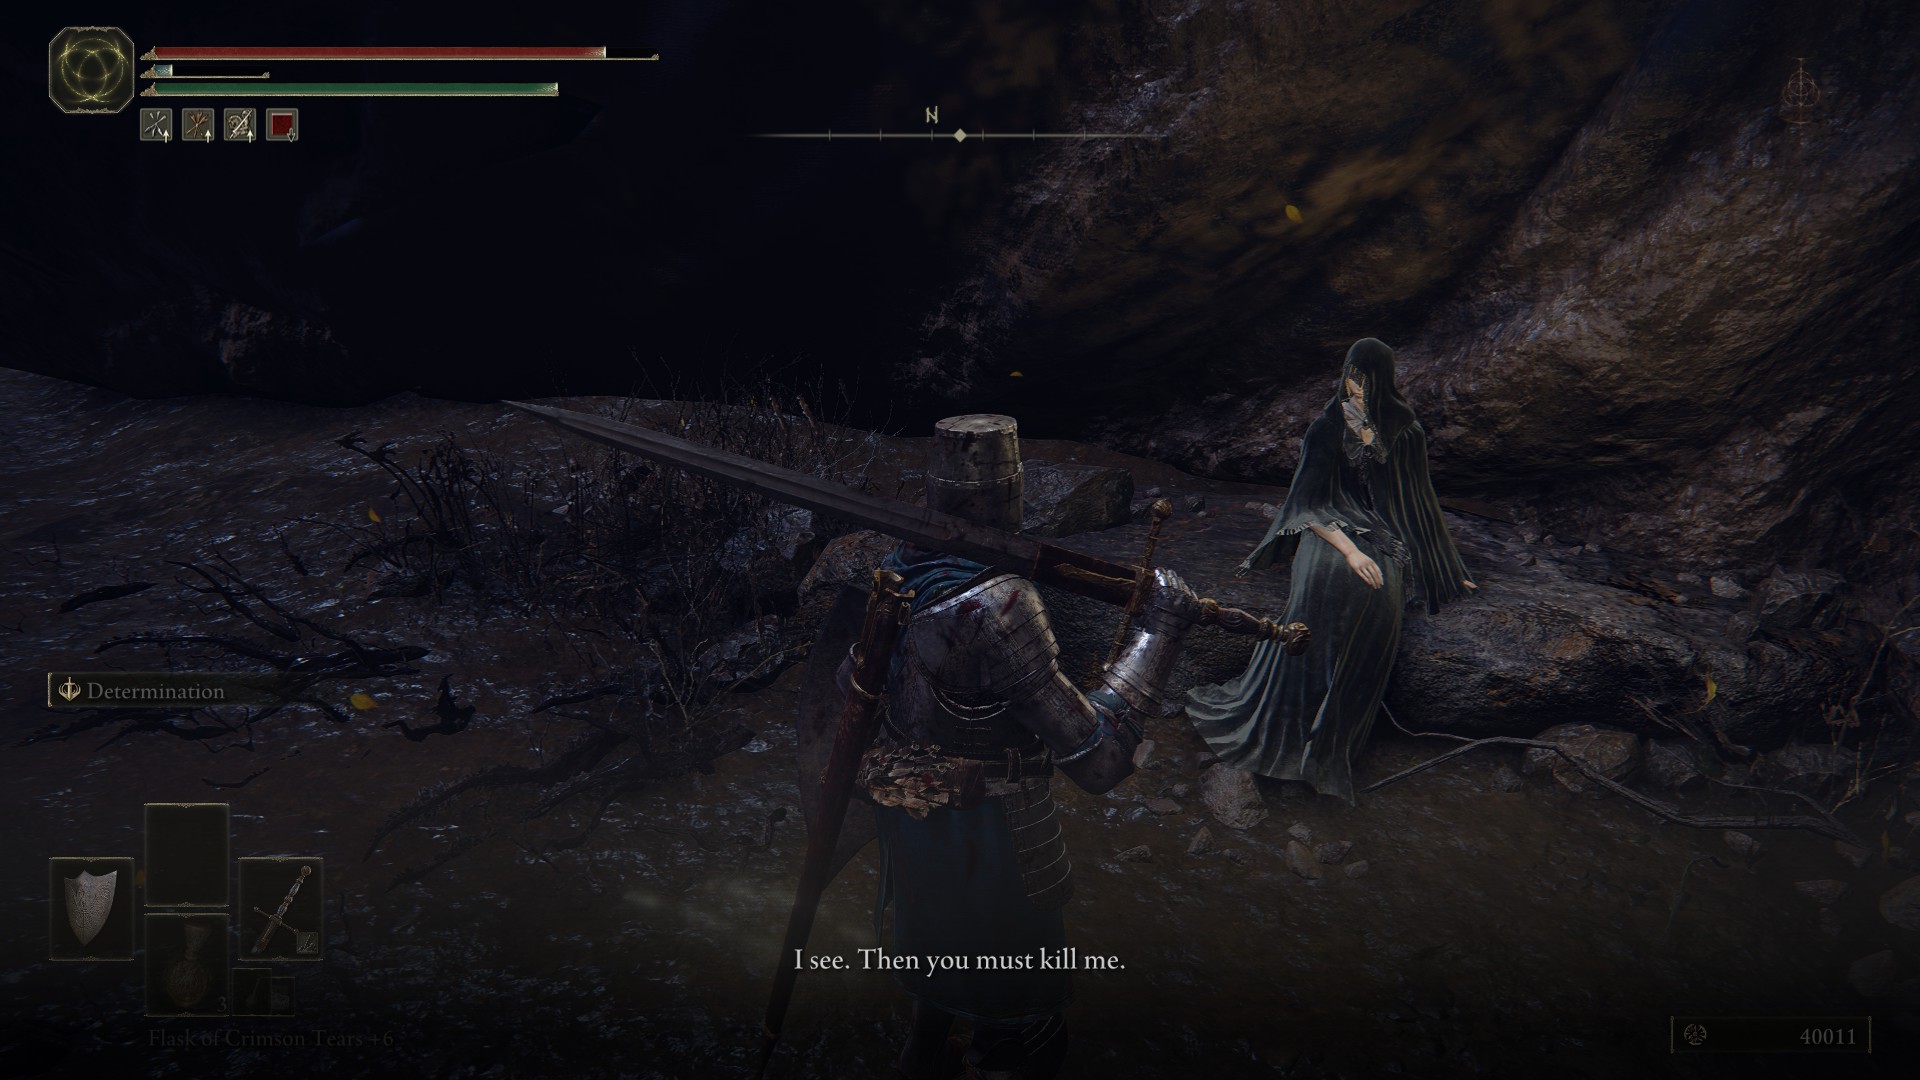 N
Determination
3
Flask of Crimson Tears +6
I see. Then you must kill me.
40011